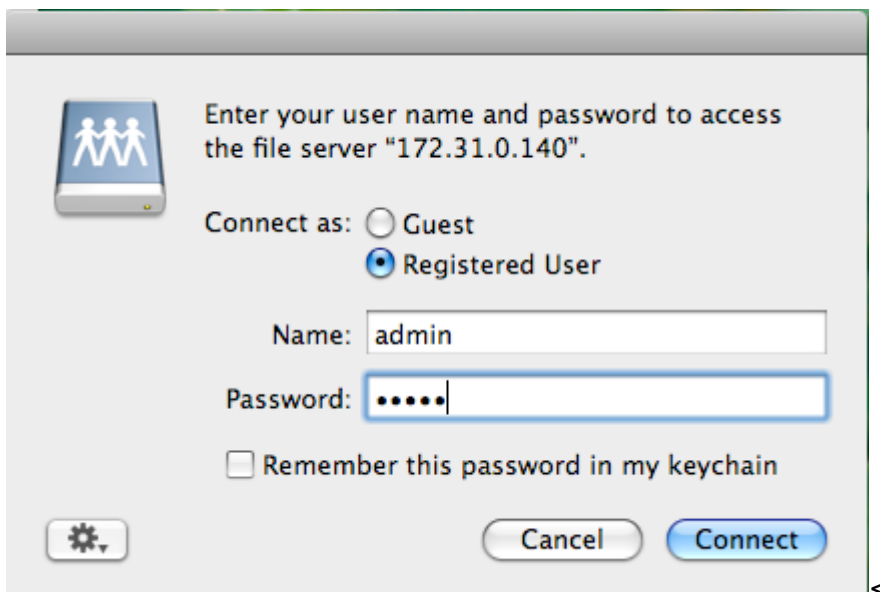 Enter your user name and password to access
the file server “172.31.0.140”.
Connect as: Guest
Registered User
Name: admin
Password: •••••
Remember this password in my keychain
Cancel Connect
<